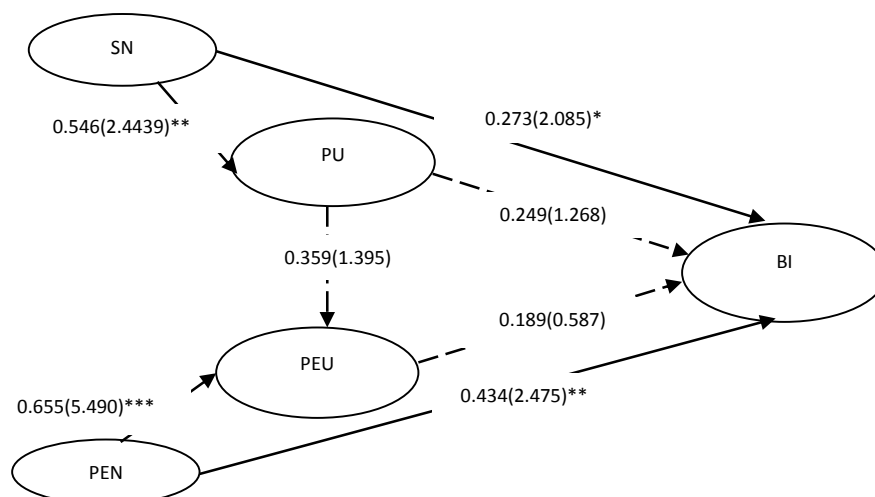 SN
0.273(2.085)*
0.546(2.4439)**
PU
0.249(1.268)
0.359(1.395)
BI
0.189(0.587)
PEU
0.434(2.475)**
0.655(5.490)***
PEN